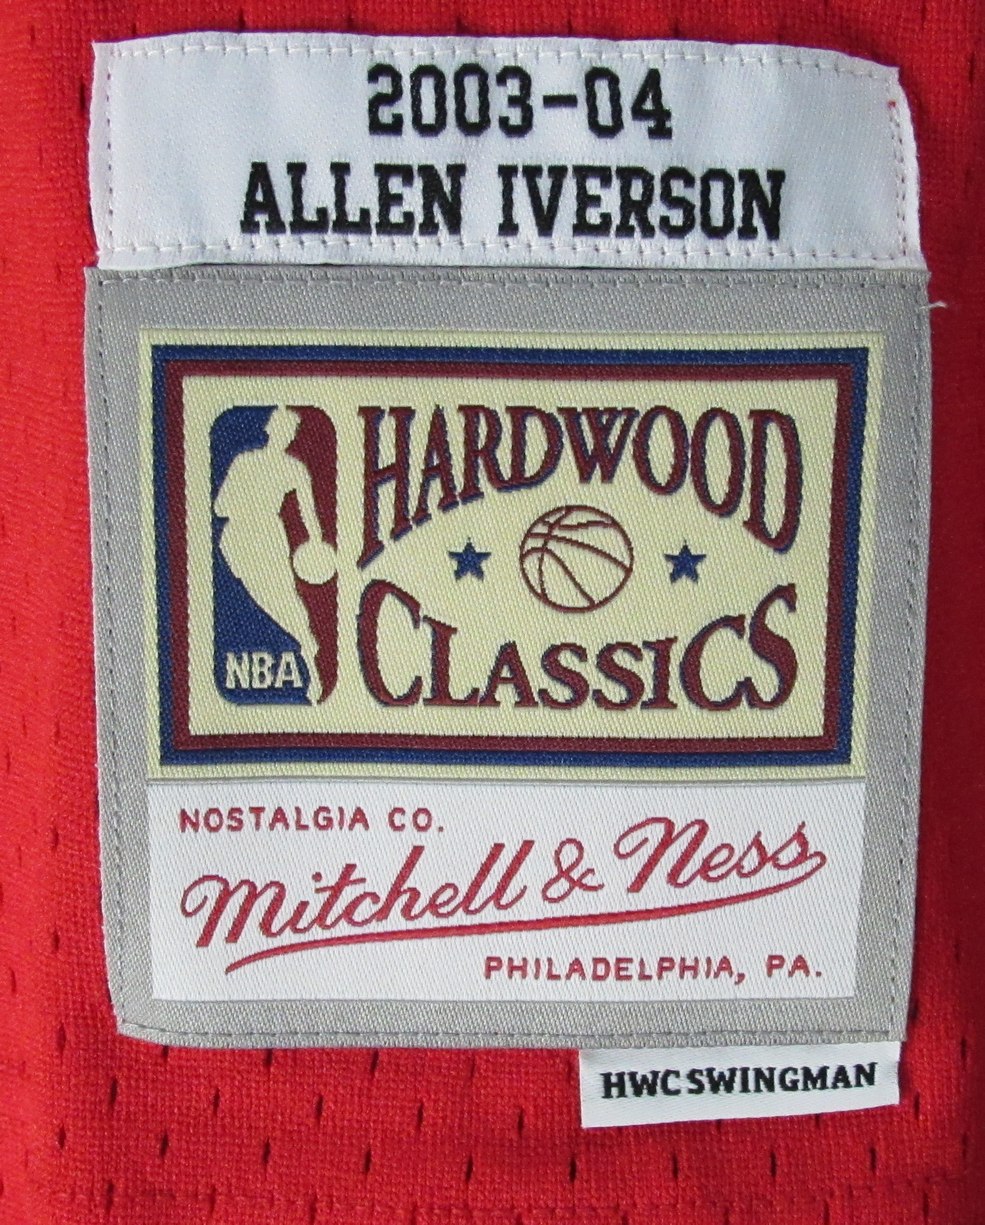 2003-04
ALLEN IVERSON
HARDWOOD
CLASSICS
NBA
NOSTALGIA CO.
Mitchell & Ness
PHILADELPHIA, PA.
HWC SWINGMAN